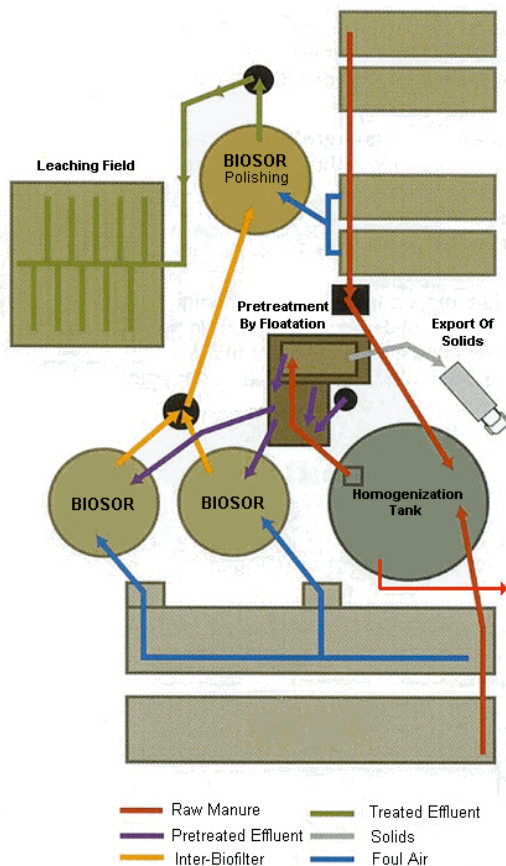 BIOSOR
Polishing
Leaching Field
Pretreatment
By Floatation
Export Of
Solids
BIOSOR
BIOSOR
Homogenization
Tank
Raw Manure
Treated Effluent
Pretreated Effluent
Solids
Inter-Biofilter
Foul Air